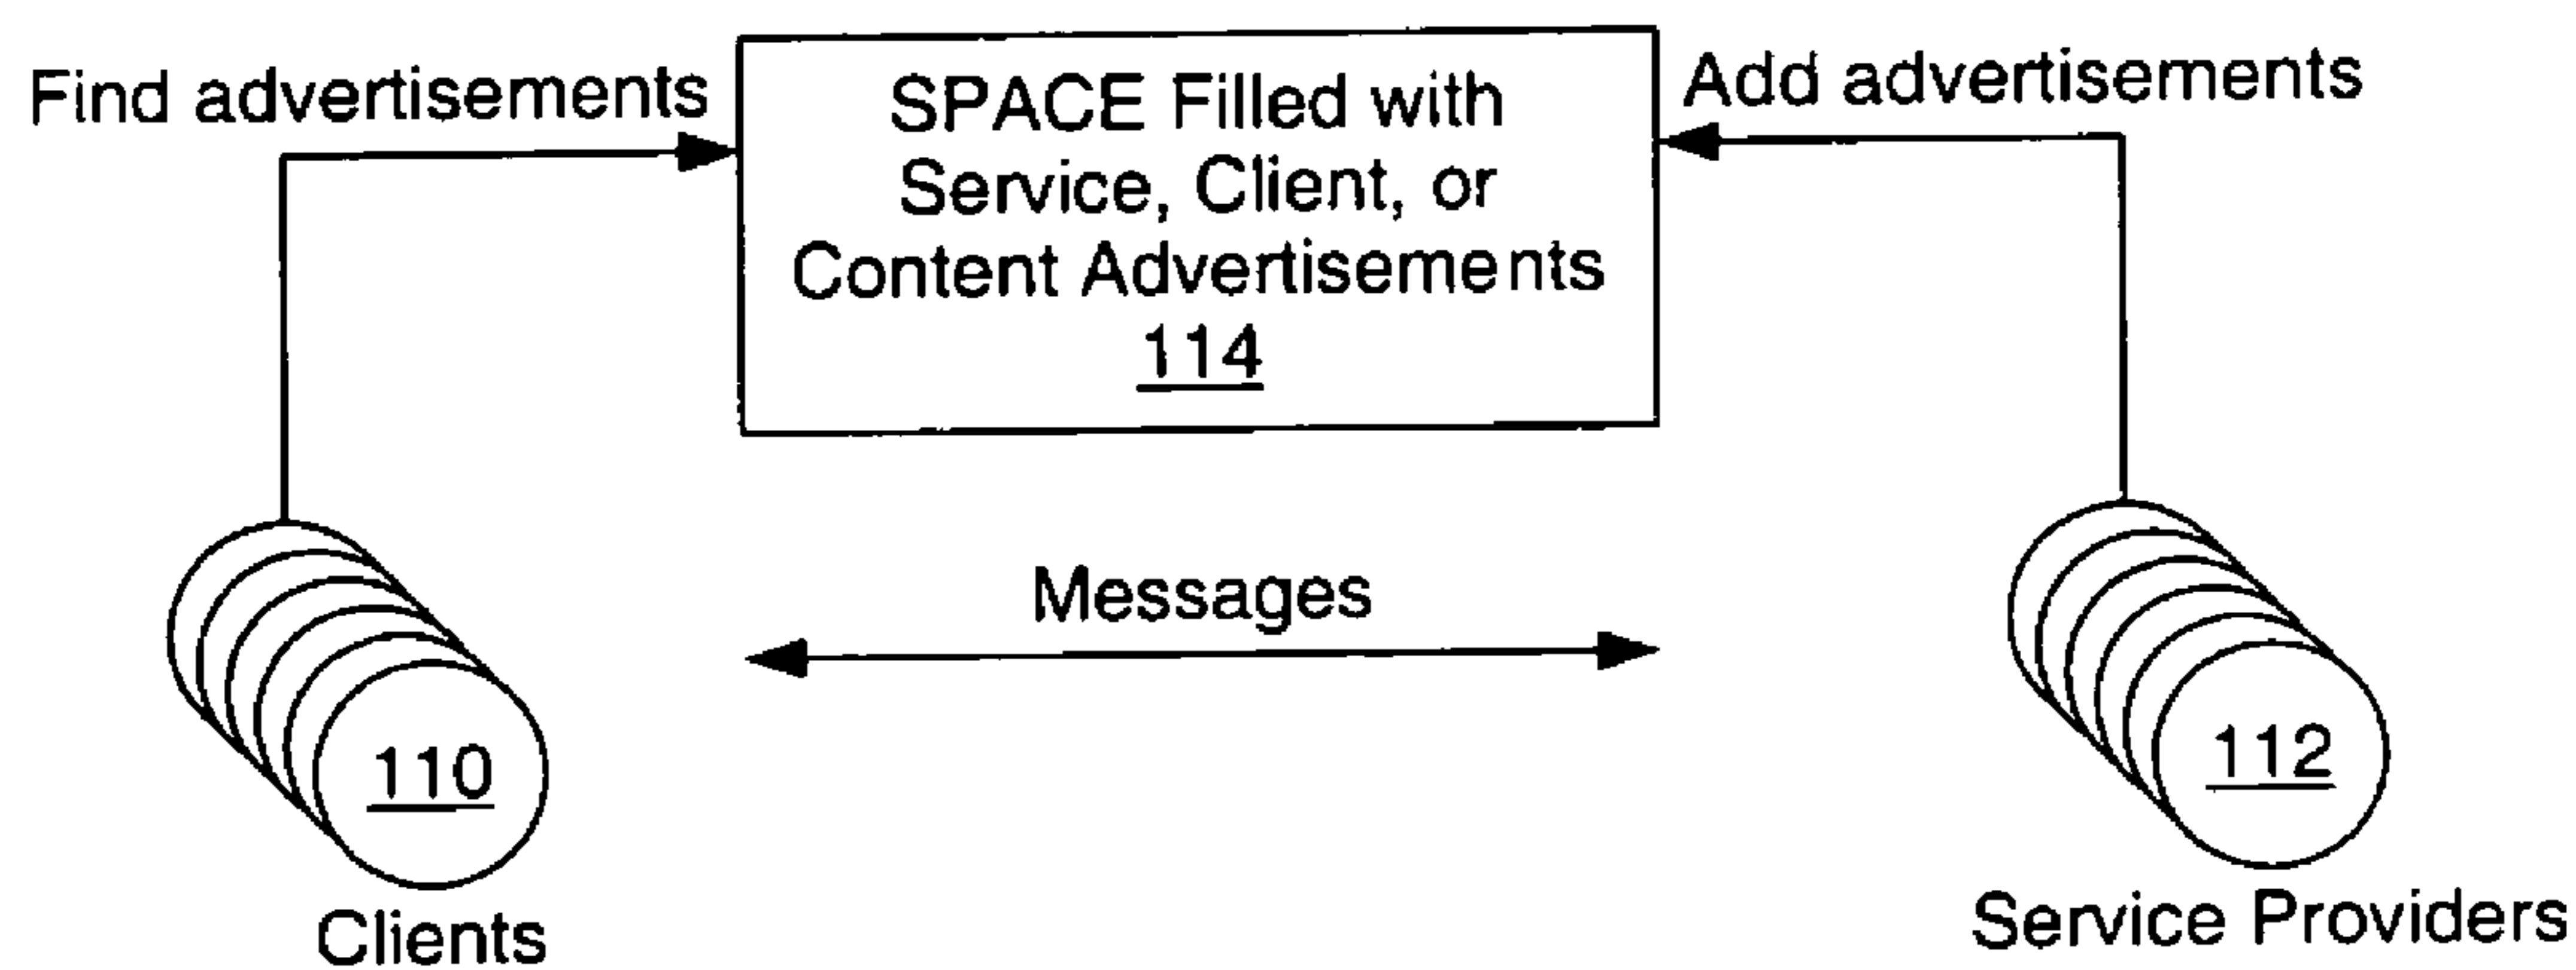 Find advertisements
SPACE Filled with
Service, Client, or
Content Advertisements
114
Add advertisements
Messages
110
Clients
112
Service Providers